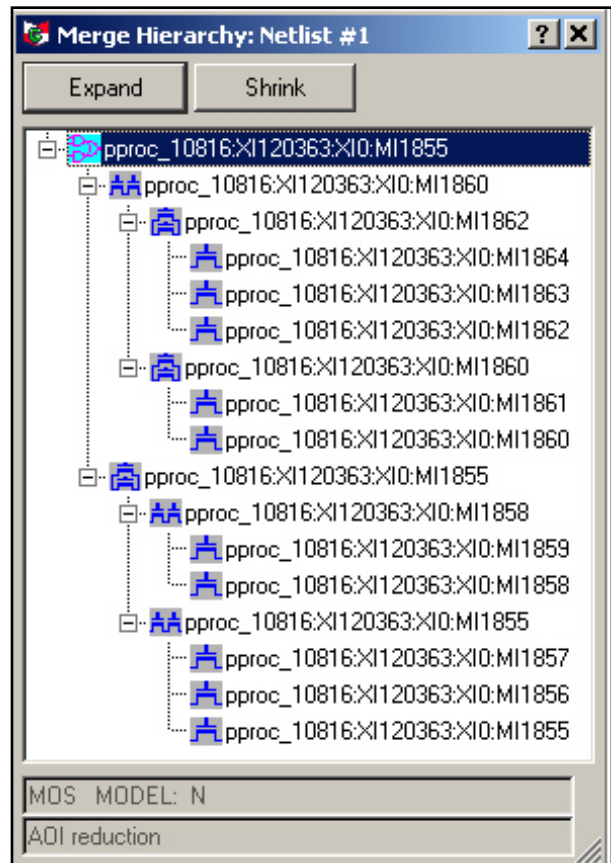 Merge Hierarchy: Netlist #1
Expand Shrink
pproc_10816:XI120363:XI0:MI1855
pproc_10816:XI120363:XI0:MI1860
pproc_10816:XI120363:XI0:MI1862
pproc_10816:XI120363:XI0:MI1864
pproc_10816:XI120363:XI0:MI1863
pproc_10816:XI120363:XI0:MI1862
pproc_10816:XI120363:XI0:MI1860
pproc_10816:XI120363:XI0:MI1861
pproc_10816:XI120363:XI0:MI1860
pproc_10816:XI120363:XI0:MI1855
pproc_10816:XI120363:XI0:MI1858
pproc_10816:XI120363:XI0:MI1859
pproc_10816:XI120363:XI0:MI1858
pproc_10816:XI120363:XI0:MI1855
pproc_10816:XI120363:XI0:MI1857
pproc_10816:XI120363:XI0:MI1856
pproc_10816:XI120363:XI0:MI1855
MOS MODEL: N
AOI reduction